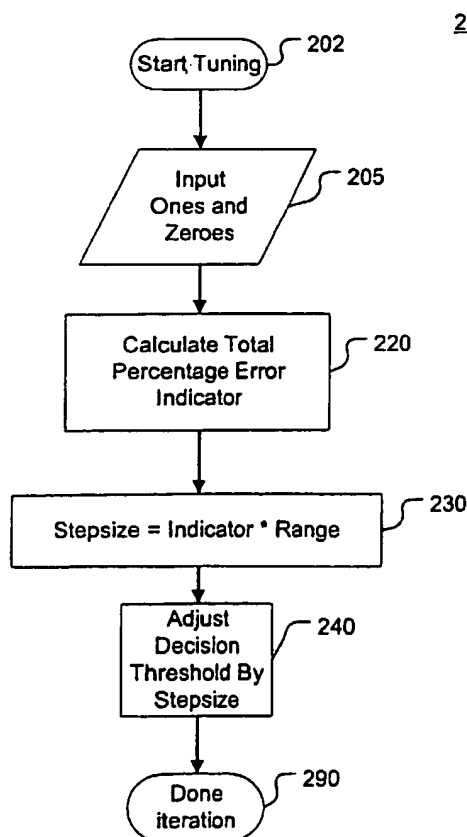 2
Start Tuning
202
Input
Ones and
Zeroes
205
Calculate Total
Percentage Error
Indicator
220
Stepsize = Indicator * Range
230
Adjust
Decision
Threshold By
Stepsize
240
Done
iteration
290